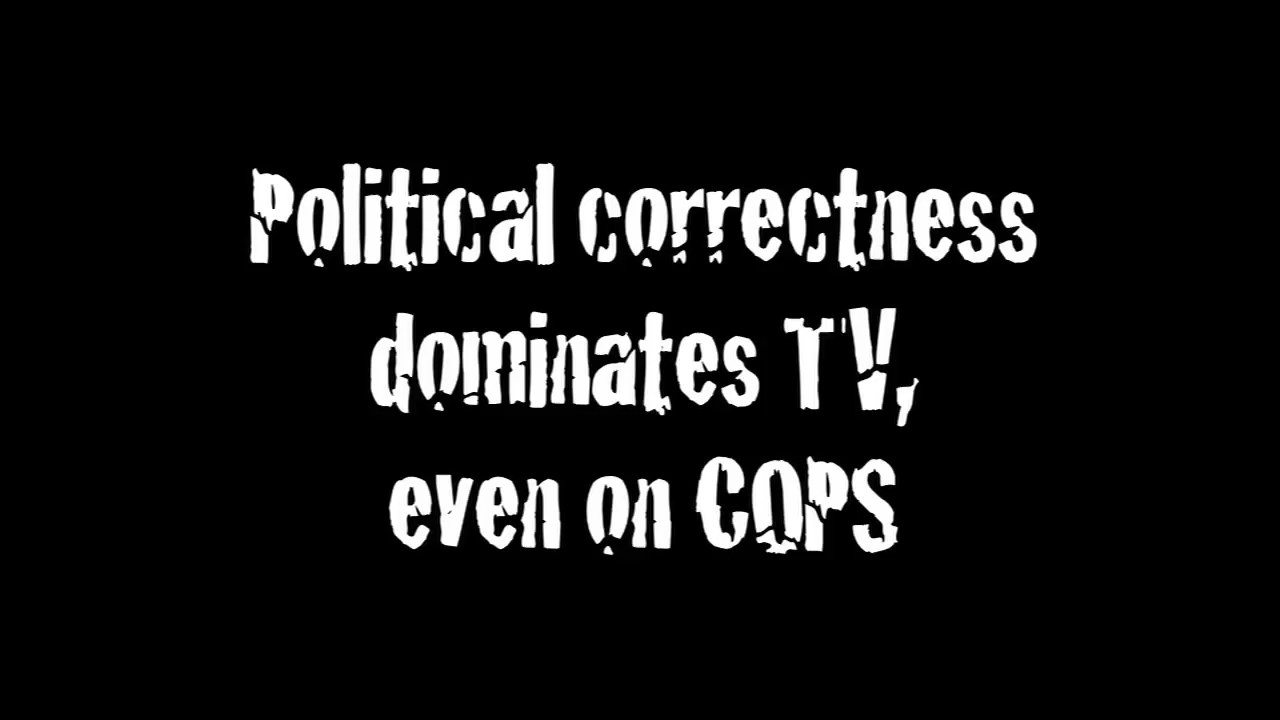 Political correctness
dominates TV,
even on COPS